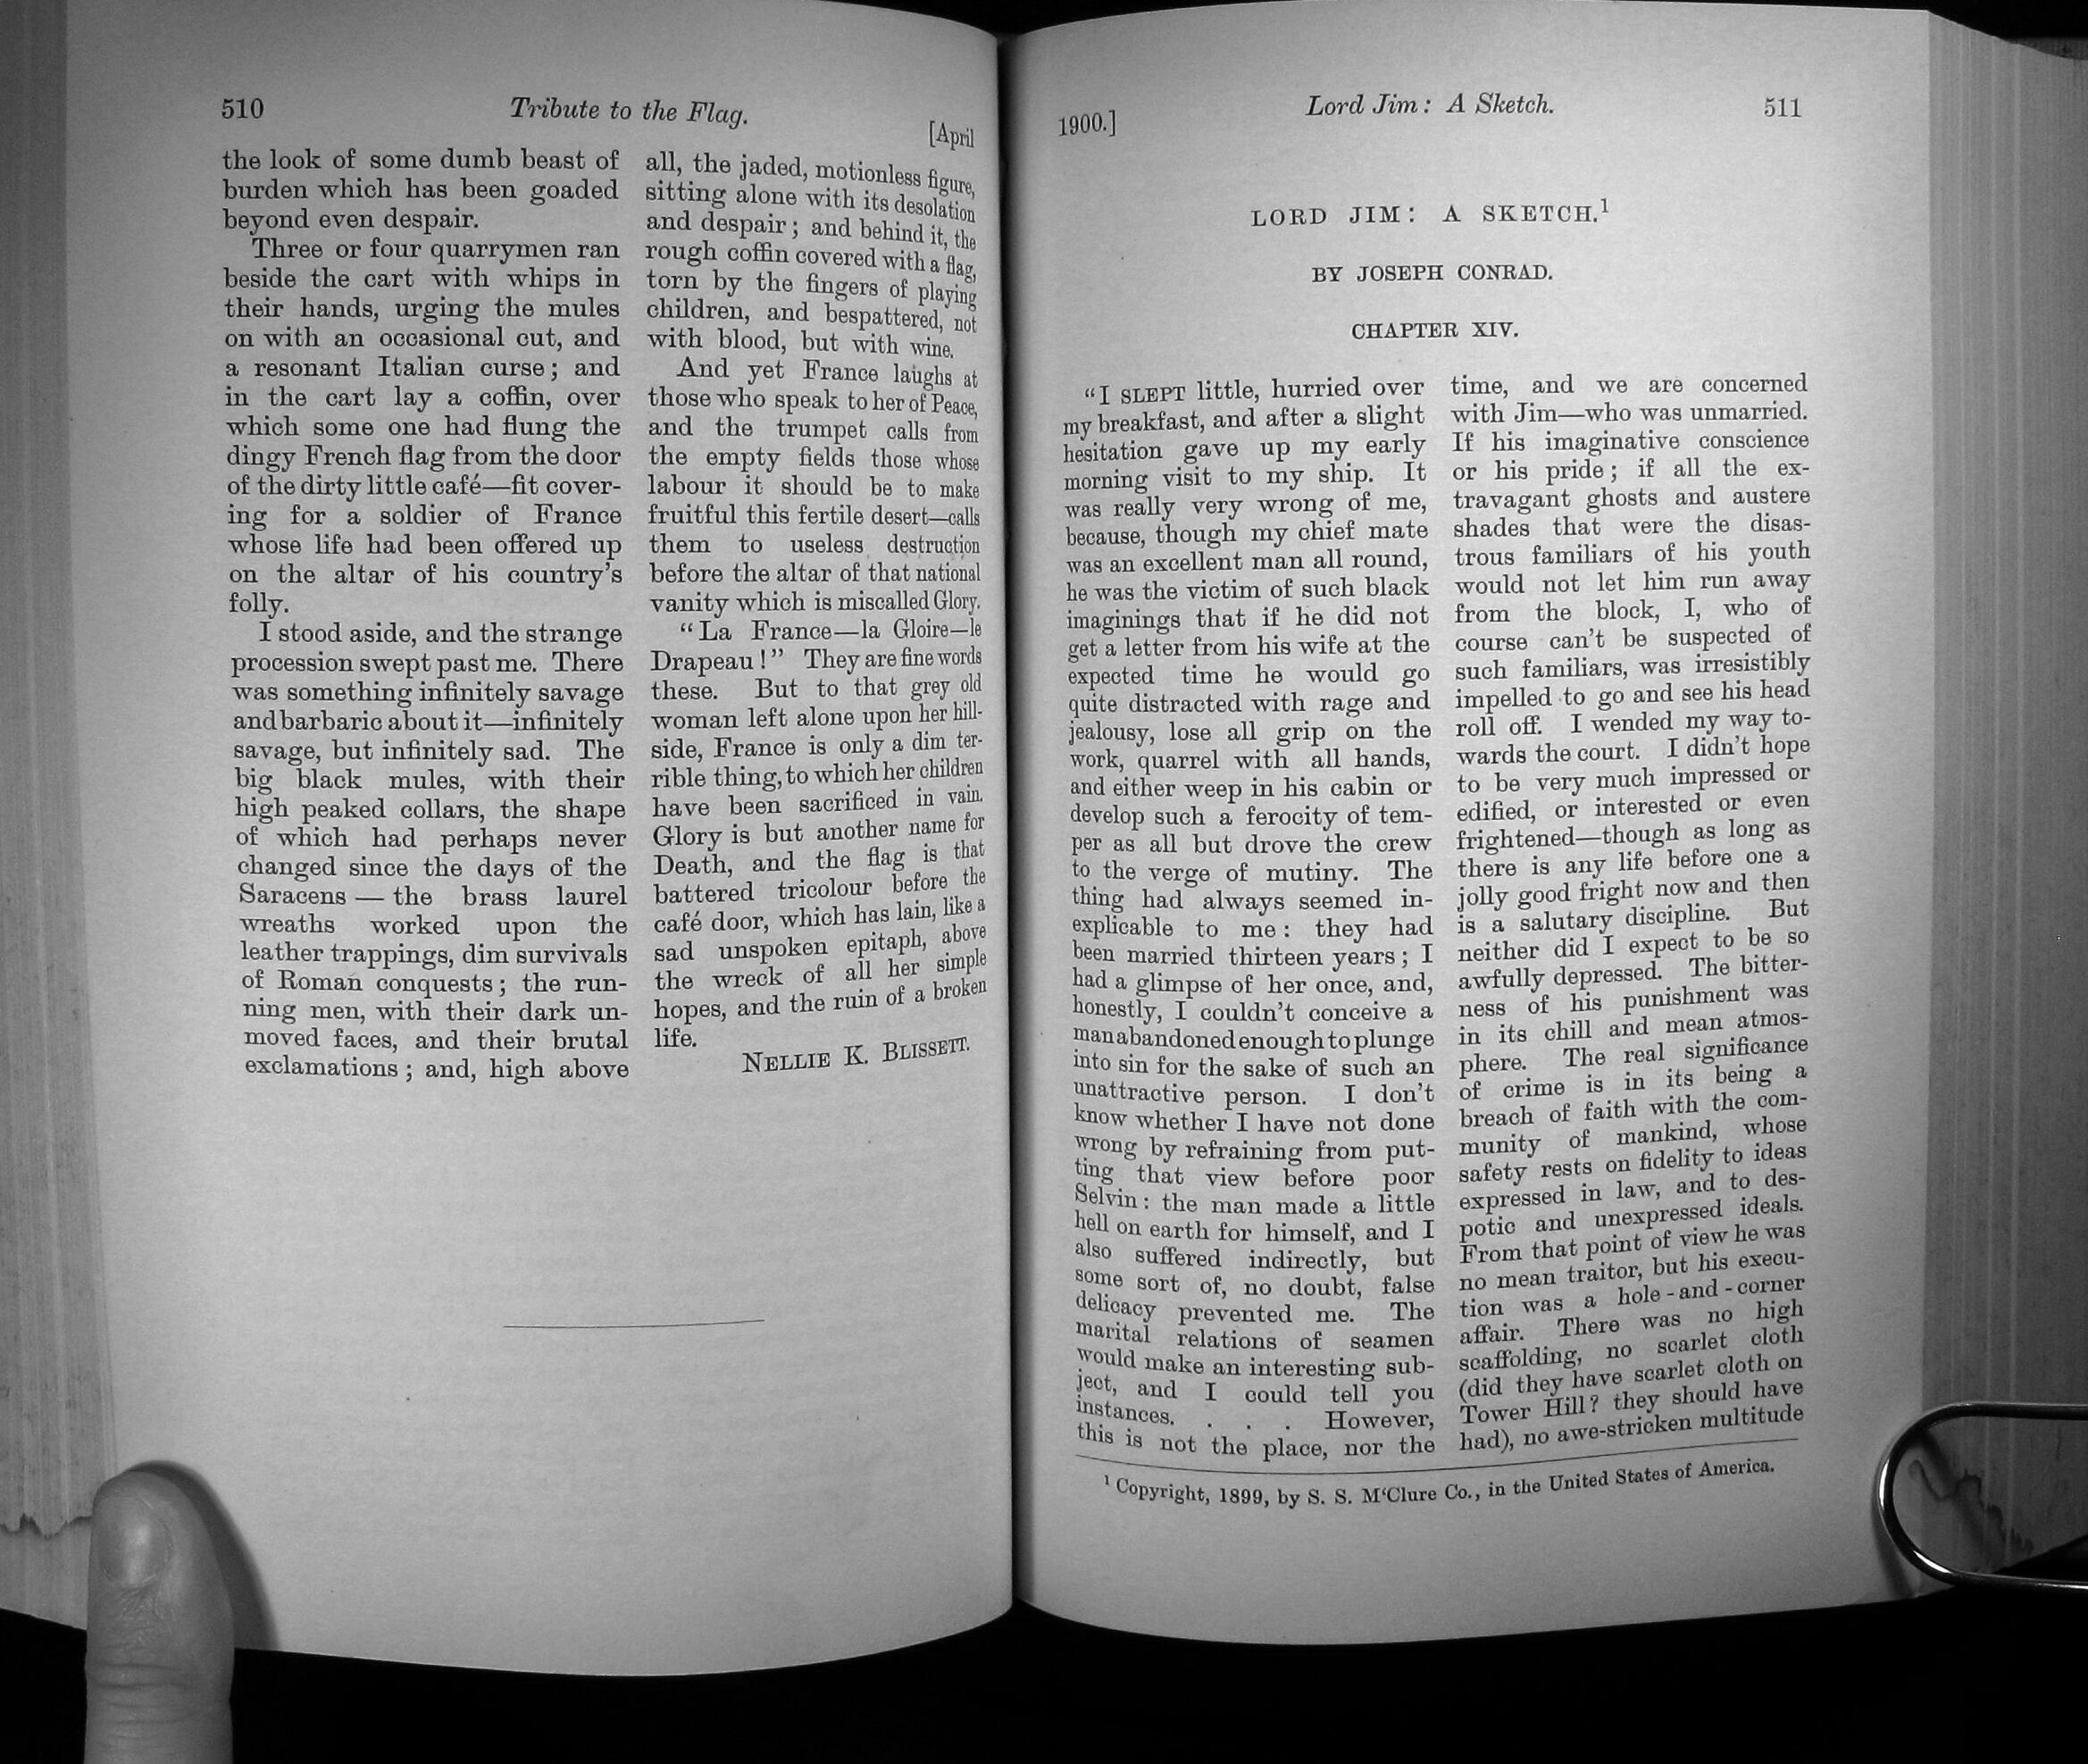 510
Tribute to the Flag.
[April
the look of some dumb beast of
burden which has been goaded
beyond even despair.
Three or four quarrymen ran
beside the cart with whips in
their hands, urging the mules
on with an occasional cut, and
a resonant Italian curse; and
in the cart lay a coffin, over
which some one had flung the
dingy French flag from the door
of the dirty little café—fit cover-
ing for a soldier of France
whose life had been offered up
on the altar of his country's
folly.
I stood aside, and the strange
procession swept past me. There
was something infinitely savage
and barbaric about it—infinitely
savage, but infinitely sad. The
big black mules, with their
high peaked collars, the shape
of which had perhaps never
changed since the days of the
Saracens — the brass laurel
wreaths worked upon the
leather trappings, dim survivals
of Roman conquests; the run-
ning men, with their dark un-
moved faces, and their brutal
exclamations; and, high above
all, the jaded, motionless figure,
sitting alone with its desolation
and despair; and behind it, the
rough coffin covered with a flag,
torn by the fingers of playing
children, and bespattered, not
with blood, but with wine.
And yet France laughs at
those who speak to her of Peace,
and the trumpet calls from
the empty fields those whose
labour it should be to make
fruitful this fertile desert—calls
them to useless destruction
before the altar of that national
vanity which is miscalled Glory.
"La France—la Gloire—le
Drapeau!" They are fine words
these. But to that grey old
woman left alone upon her hill-
side, France is only a dim ter-
rible thing, to which her children
have been sacrificed in vain.
Glory is but another name for
Death, and the flag is that
battered tricolour before the
café door, which has lain, like a
sad unspoken epitaph, above
the wreck of all her simple
hopes, and the ruin of a broken
life.
NELLIE K. BLISSETT.
1900.]
Lord Jim: A Sketch.
511
LORD JIM: A SKETCH.¹
BY JOSEPH CONRAD.
CHAPTER XIV.
"I SLEPT little, hurried over
my breakfast, and after a slight
hesitation gave up my early
morning visit to my ship. It
was really very wrong of me,
because, though my chief mate
was an excellent man all round,
he was the victim of such black
imaginings that if he did not
get a letter from his wife at the
expected time he would go
quite distracted with rage and
jealousy, lose all grip on the
work, quarrel with all hands,
and either weep in his cabin or
develop such a ferocity of tem-
per as all but drove the crew
to the verge of mutiny. The
thing had always seemed in-
explicable to me: they had
been married thirteen years; I
had a glimpse of her once, and,
honestly, I couldn't conceive a
man abandoned enough to plunge
into sin for the sake of such an
unattractive person. I don't
know whether I have not done
wrong by refraining from put-
ting that view before poor
Selvin: the man made a little
hell on earth for himself, and I
also suffered indirectly, but
some sort of, no doubt, false
delicacy prevented me. The
marital relations of seamen
would make an interesting sub-
ject, and I could tell you
instances. . . . However,
this is not the place, nor the
time, and we are concerned
with Jim—who was unmarried.
If his imaginative conscience
or his pride; if all the ex-
travagant ghosts and austere
shades that were the disas-
trous familiars of his youth
would not let him run away
from the block, I, who of
course can't be suspected of
such familiars, was irresistibly
impelled to go and see his head
roll off. I wended my way to-
wards the court. I didn't hope
to be very much impressed or
edified, or interested or even
frightened—though as long as
there is any life before one a
jolly good fright now and then
is a salutary discipline. But
neither did I expect to be so
awfully depressed. The bitter-
ness of his punishment was
in its chill and mean atmos-
phere. The real significance
of crime is in its being a
breach of faith with the com-
munity of mankind, whose
safety rests on fidelity to ideas
expressed in law, and to des-
potic and unexpressed ideals.
From that point of view he was
no mean traitor, but his execu-
tion was a hole-and-corner
affair. There was no high
scaffolding, no scarlet cloth
(did they have scarlet cloth on
Tower Hill? they should have
had), no awe-stricken multitude
¹ Copyright, 1899, by S. S. M'Clure Co., in the United States of America.